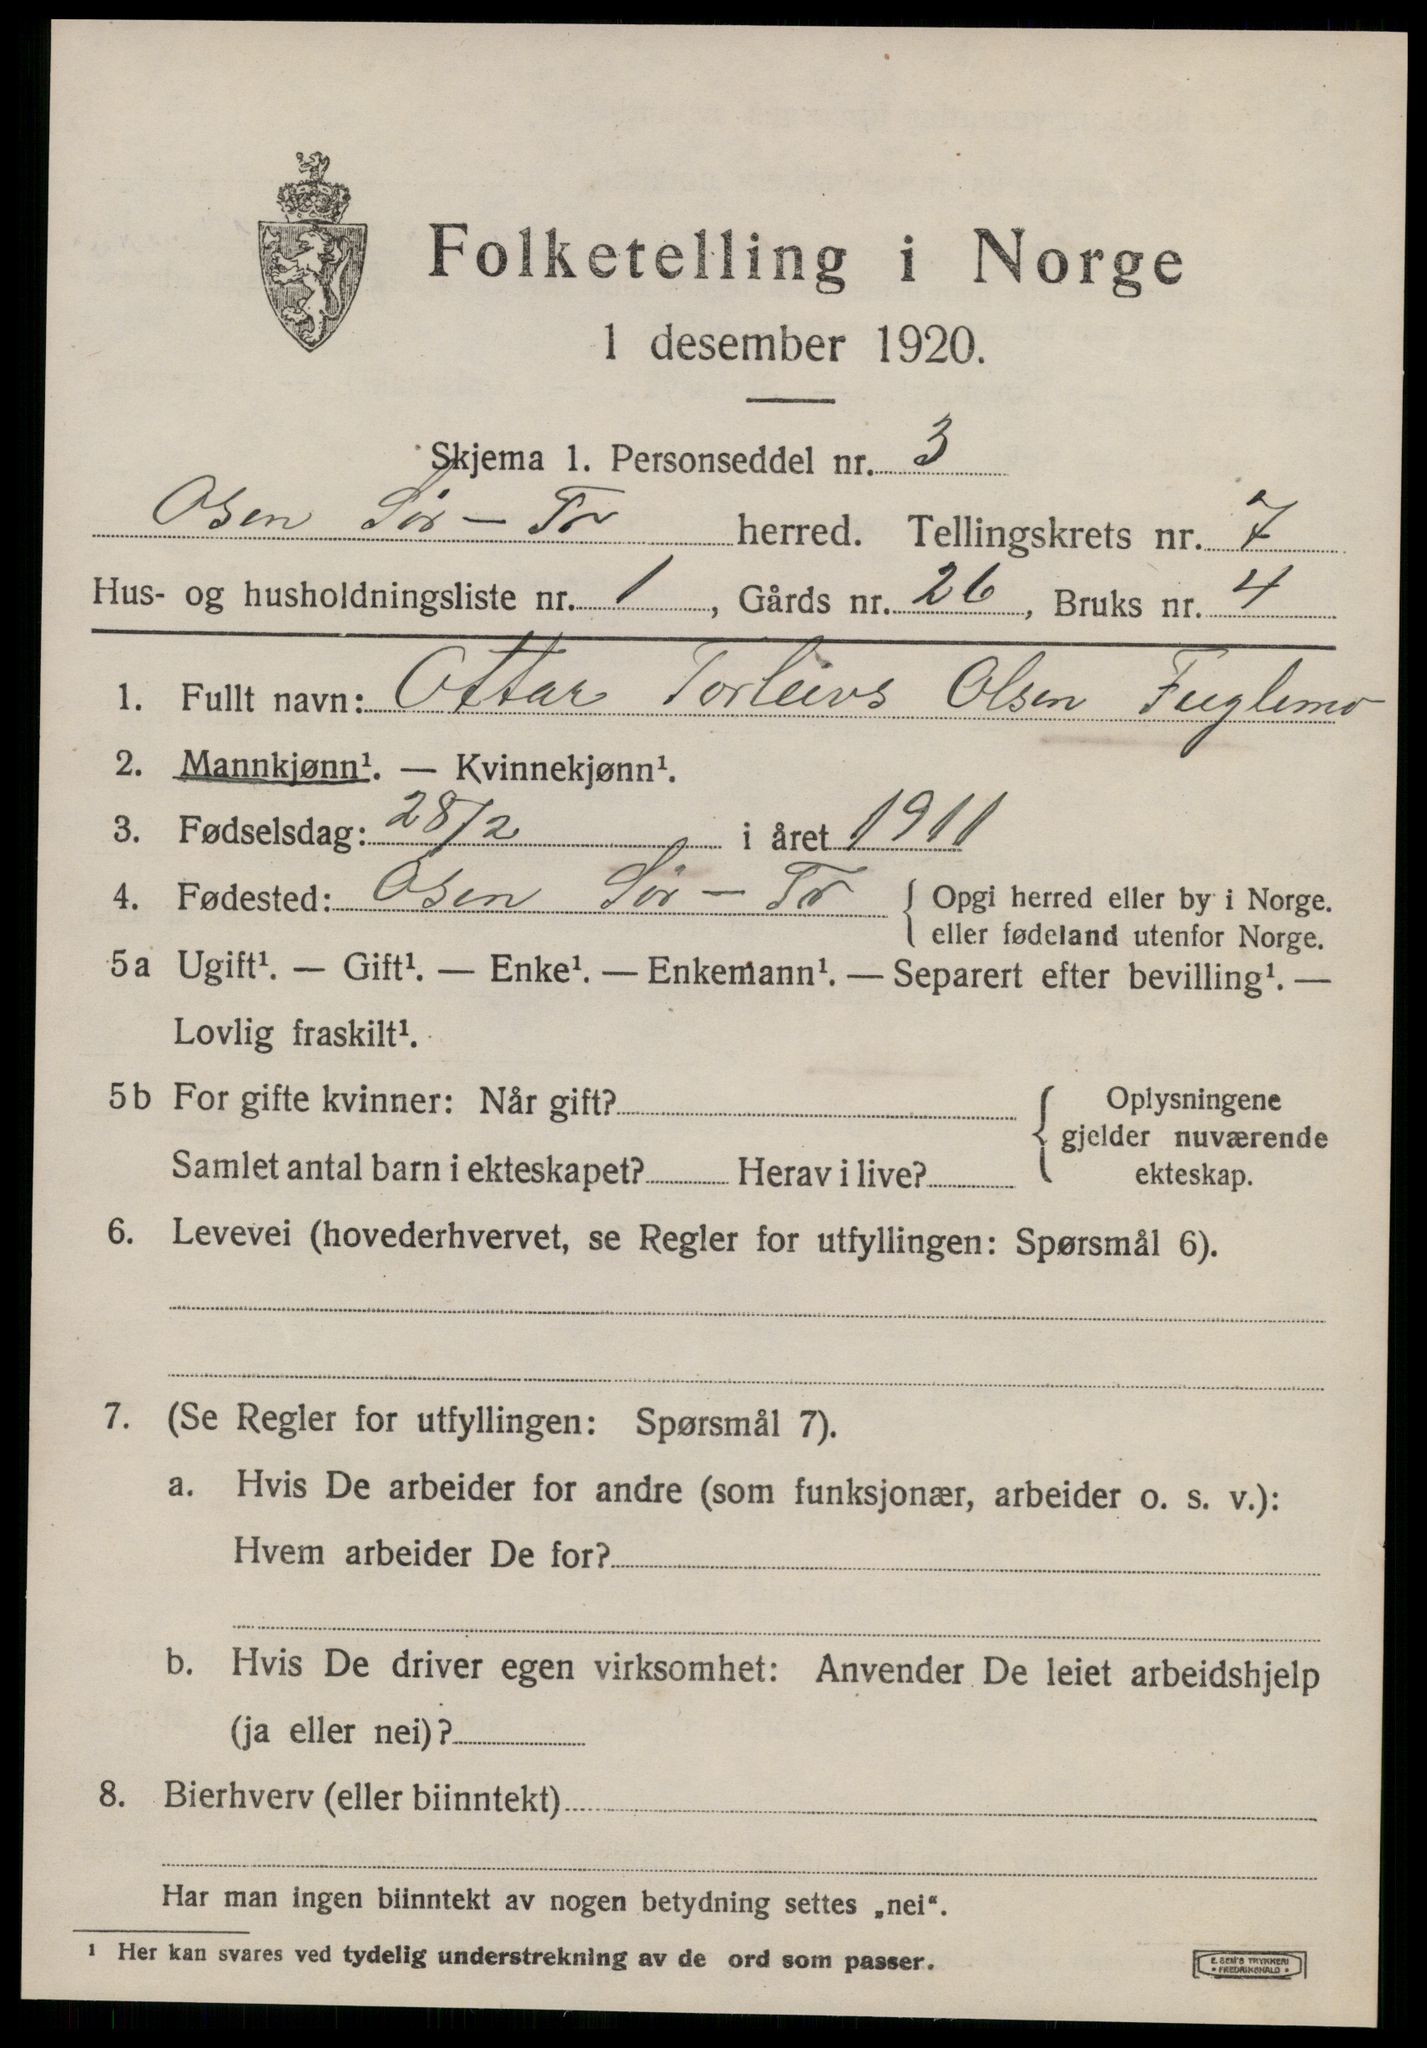 Folketelling i Norge
1 desember 1920.
Skjema 1. Personseddel nr. 3
Osen Sör - Tr herred. Tellingskrets nr. 7
Hus- og husholdningsliste nr. 1, Gårds nr. 26, Bruks nr. 4
1. Fullt navn: Ottar Torleivs Olsen Fuglemo
2. Mannkjønn¹. — Kvinnekjønn¹.
3. Fødselsdag: 28/2 i året 1911
4. Fødested: Osen Sör - Tr { Opgi herred eller by i Norge.
eller fødeland utenfor Norge.
5a Ugift¹. — Gift¹. — Enke¹. — Enkemann¹. — Separert efter bevilling¹. —
Lovlig fraskilt¹.
5b For gifte kvinner: Når gift?
Samlet antal barn i ekteskapet? Herav i live?
{ Oplysningene
gjelder nuværende
ekteskap.
6. Levevei (hovederhvervet, se Regler for utfyllingen: Spørsmål 6).
7. (Se Regler for utfyllingen: Spørsmål 7).
a. Hvis De arbeider for andre (som funksjonær, arbeider o. s. v.):
Hvem arbeider De for?
b. Hvis De driver egen virksomhet: Anvender De leiet arbeidshjelp
(ja eller nei)?
8. Bierhverv (eller biinntekt)
Har man ingen biinntekt av nogen betydning settes „nei“.
¹ Her kan svares ved tydelig understrekning av de ord som passer.
E. SEM'S TRYKKERI
* FREDRIKSHALD *